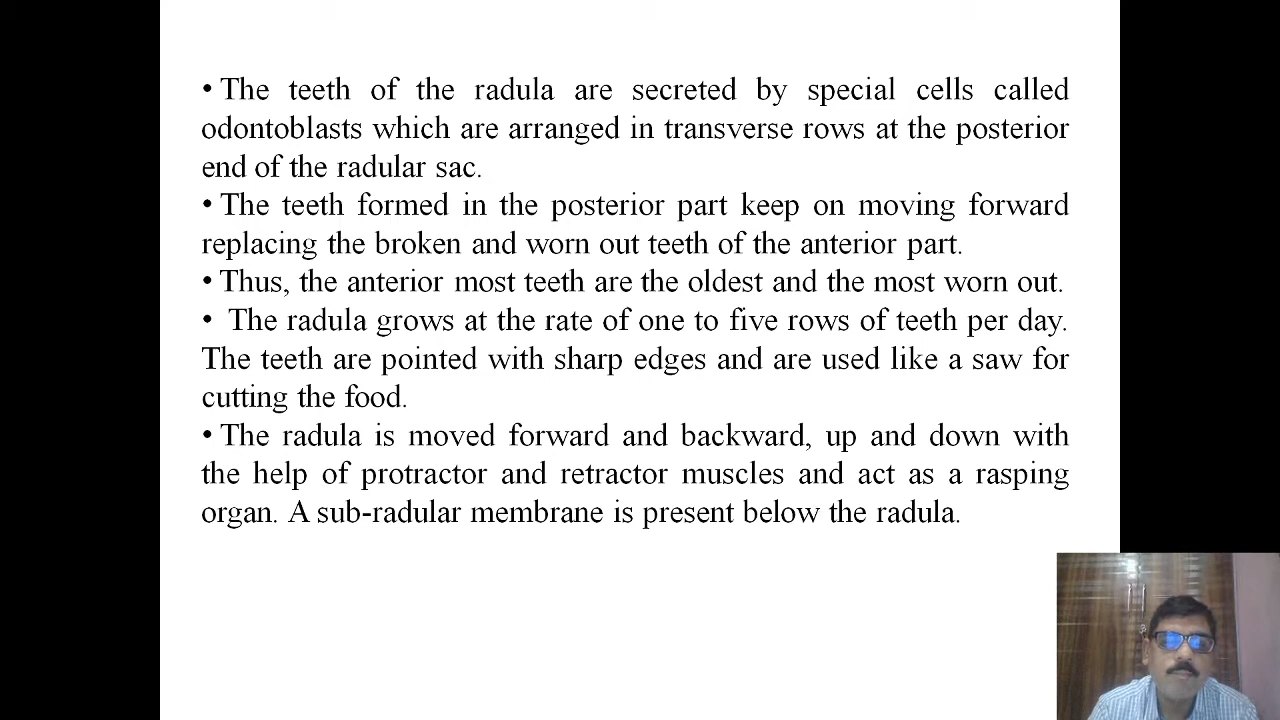 • The teeth of the radula are secreted by special cells called
odontoblasts which are arranged in transverse rows at the posterior
end of the radular sac.
• The teeth formed in the posterior part keep on moving forward
replacing the broken and worn out teeth of the anterior part.
• Thus, the anterior most teeth are the oldest and the most worn out.
• The radula grows at the rate of one to five rows of teeth per day.
The teeth are pointed with sharp edges and are used like a saw for
cutting the food.
• The radula is moved forward and backward, up and down with
the help of protractor and retractor muscles and act as a rasping
organ. A sub-radular membrane is present below the radula.